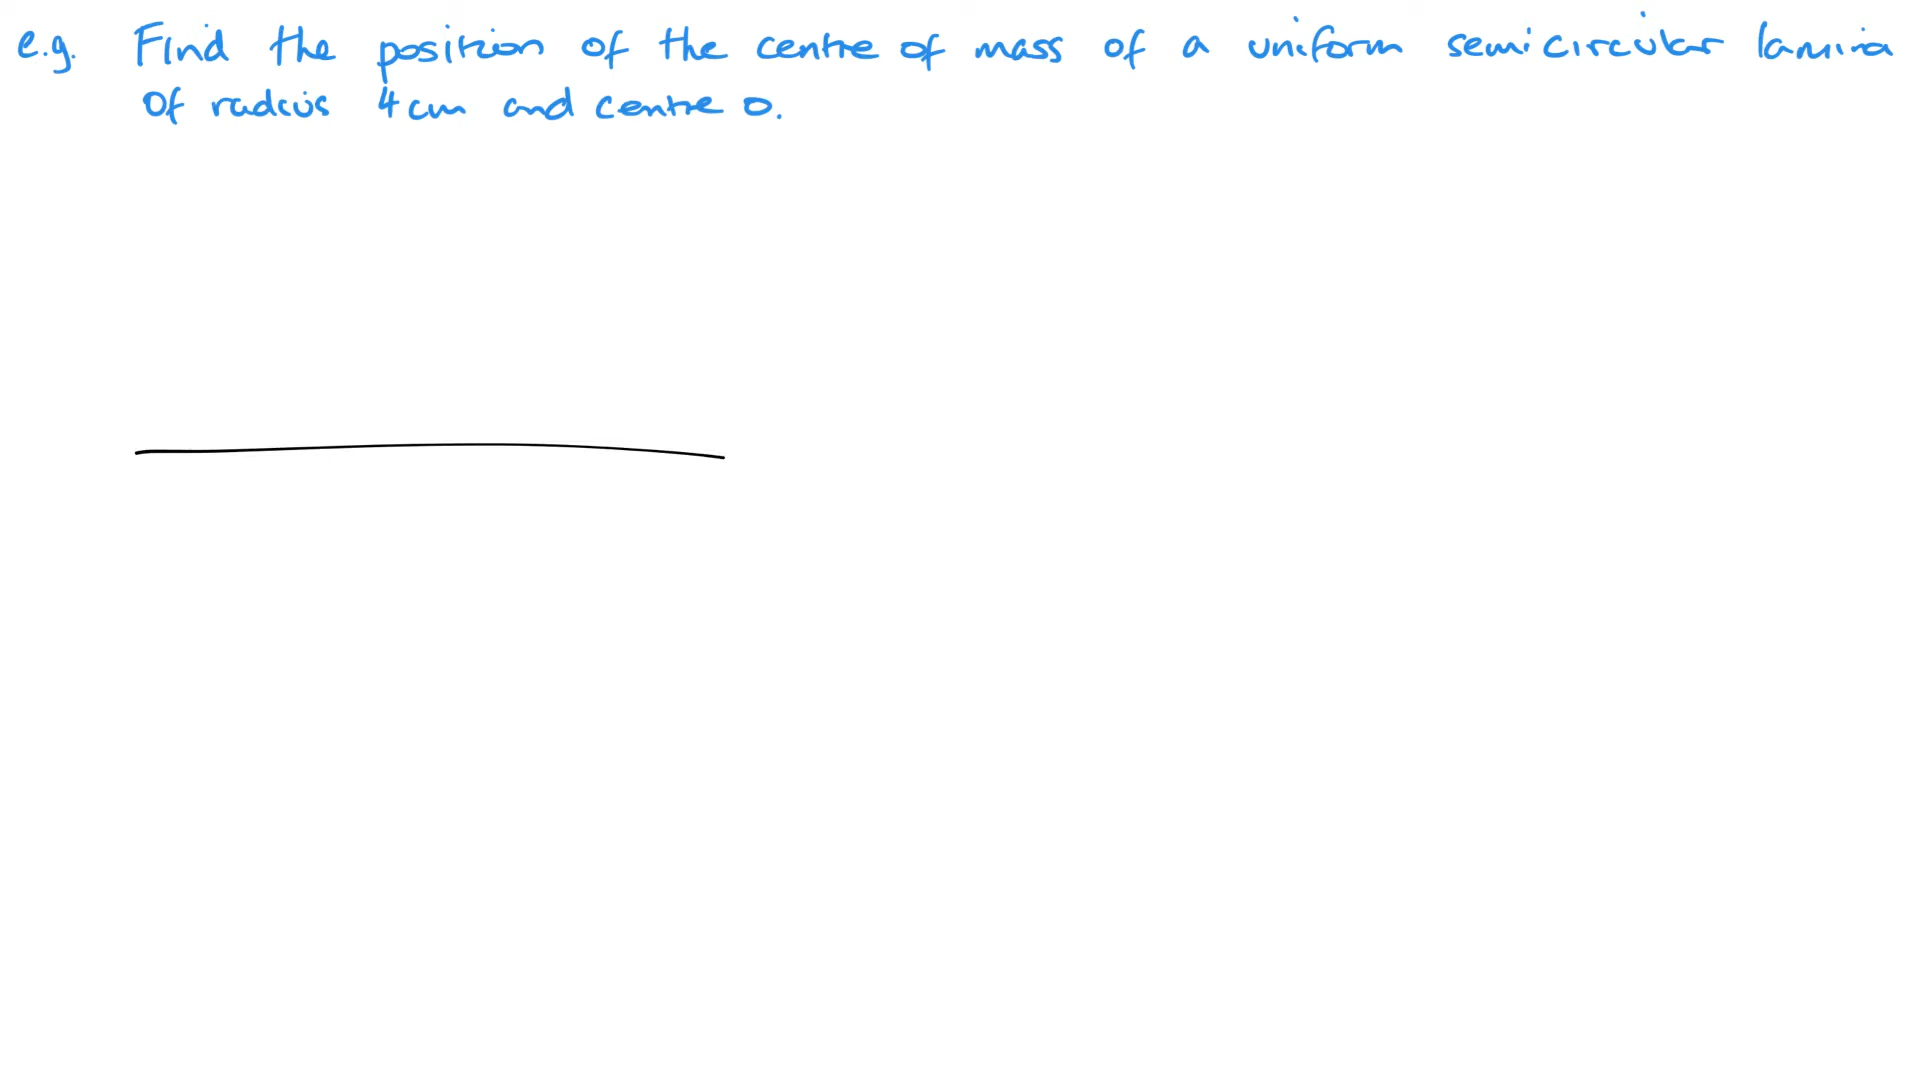 e.g. Find the position of the centre of mass of a uniform semicircular lamina
Of radius 4cm and centre O.